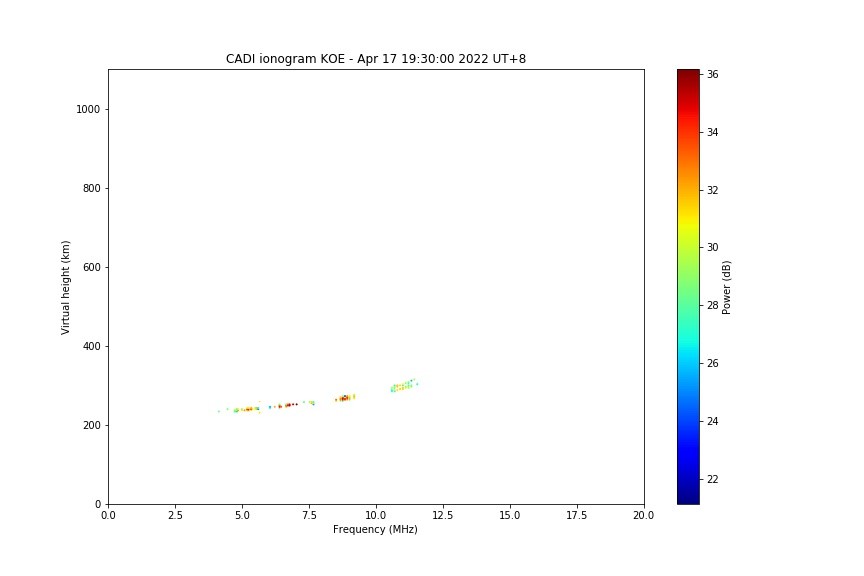 CADI ionogram KOE - Apr 17 19:30:00 2022 UT+8
1000
800
600
400
200
0
Virtual height (km)
0.0 2.5 5.0 7.5 10.0 12.5 15.0 17.5 20.0
Frequency (MHz)
36
34
32
30
28
26
24
22
Power (dB)